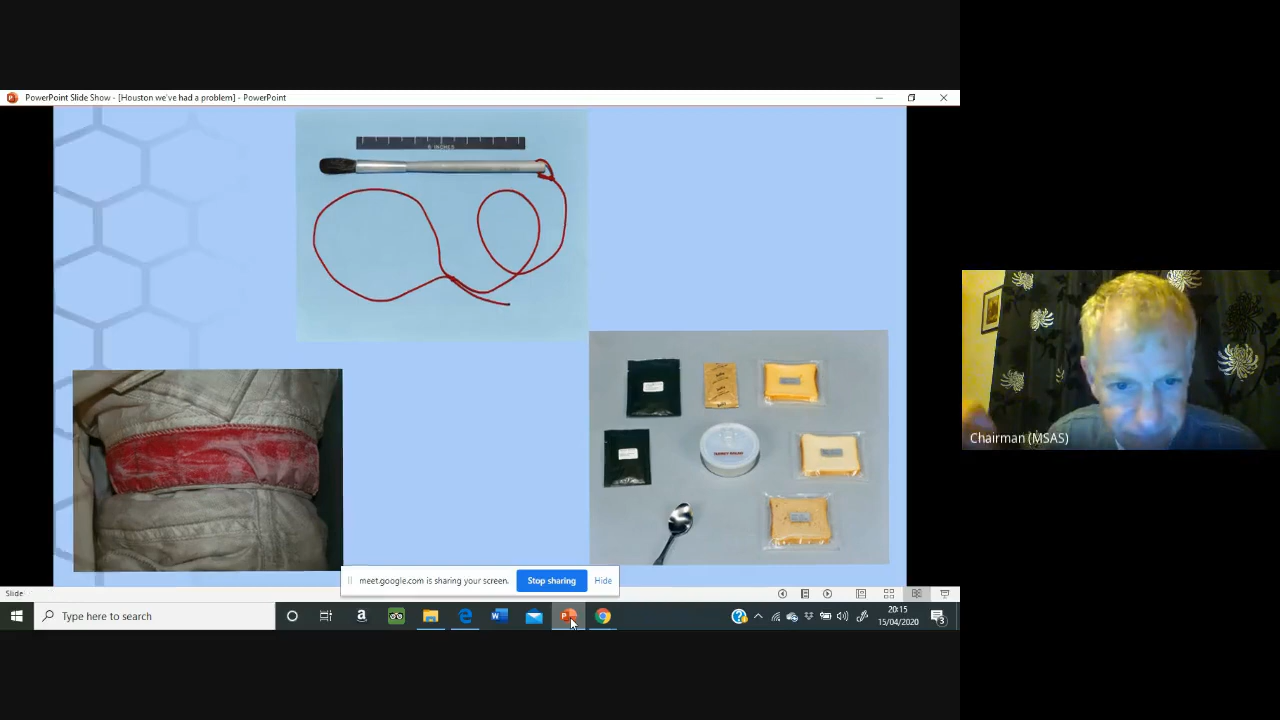 PowerPoint Slide Show - [Houston we've had a problem] - PowerPoint
6 INCHES
Chairman (MSAS)
meet.google.com is sharing your screen.
Stop sharing
Hide
Slide
Type here to search
20:15
15/04/2020
3